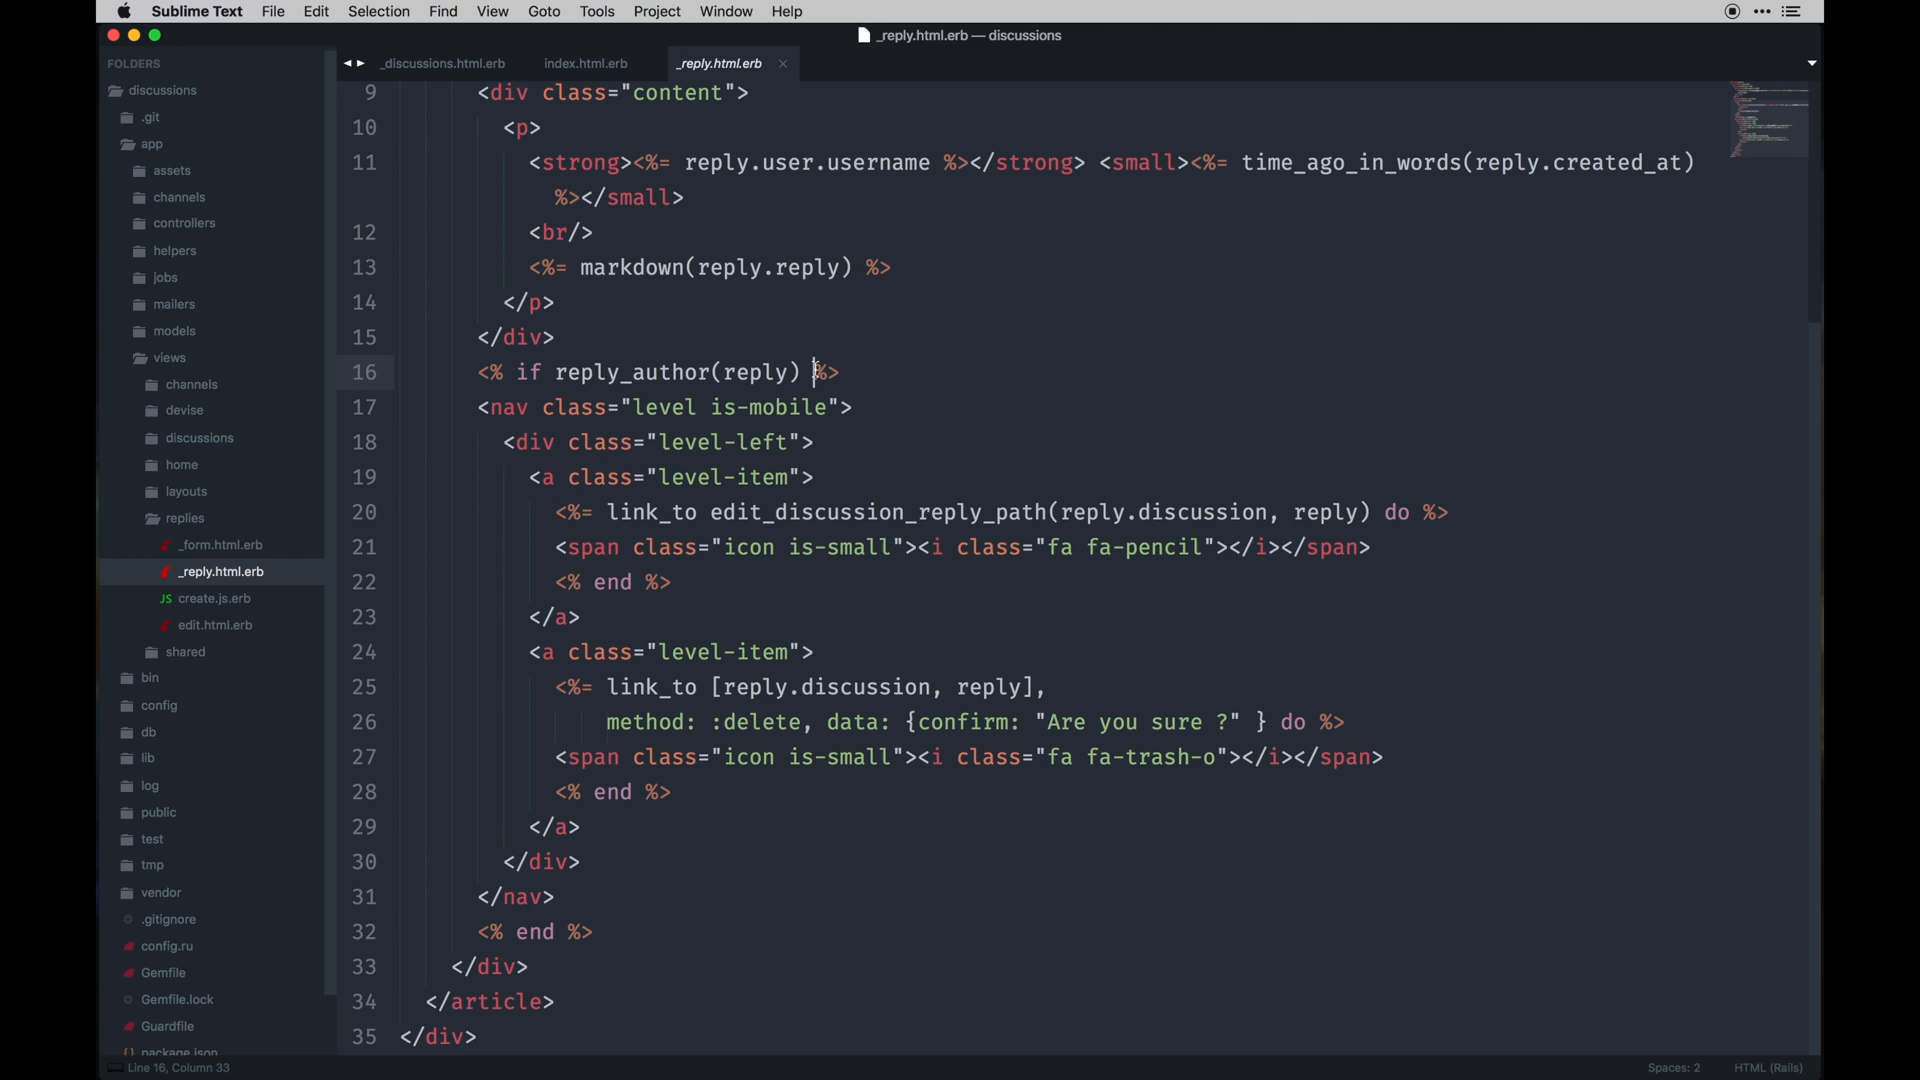 Sublime Text File Edit Selection Find View Goto Tools Project Window Help
_reply.html.erb — discussions
FOLDERS
discussions
.git
app
assets
channels
controllers
helpers
jobs
mailers
models
views
channels
devise
discussions
home
layouts
replies
_form.html.erb
_reply.html.erb
JS create.js.erb
edit.html.erb
shared
bin
config
db
lib
log
public
test
tmp
vendor
.gitignore
config.ru
Gemfile
Gemfile.lock
Guardfile
package.json
_discussions.html.erb index.html.erb _reply.html.erb
9 <div class="content">
10 <p>
11 <strong><%= reply.user.username %></strong> <small><%= time_ago_in_words(reply.created_at)
%></small>
12 <br/>
13 <%= markdown(reply.reply) %>
14 </p>
15 </div>
16 <% if reply_author(reply) %>
17 <nav class="level is-mobile">
18 <div class="level-left">
19 <a class="level-item">
20 <%= link_to edit_discussion_reply_path(reply.discussion, reply) do %>
21 <span class="icon is-small"><i class="fa fa-pencil"></i></span>
22 <% end %>
23 </a>
24 <a class="level-item">
25 <%= link_to [reply.discussion, reply],
26 method: :delete, data: {confirm: "Are you sure ?" } do %>
27 <span class="icon is-small"><i class="fa fa-trash-o"></i></span>
28 <% end %>
29 </a>
30 </div>
31 </nav>
32 <% end %>
33 </div>
34 </article>
35 </div>
Line 16, Column 33 Spaces: 2 HTML (Rails)